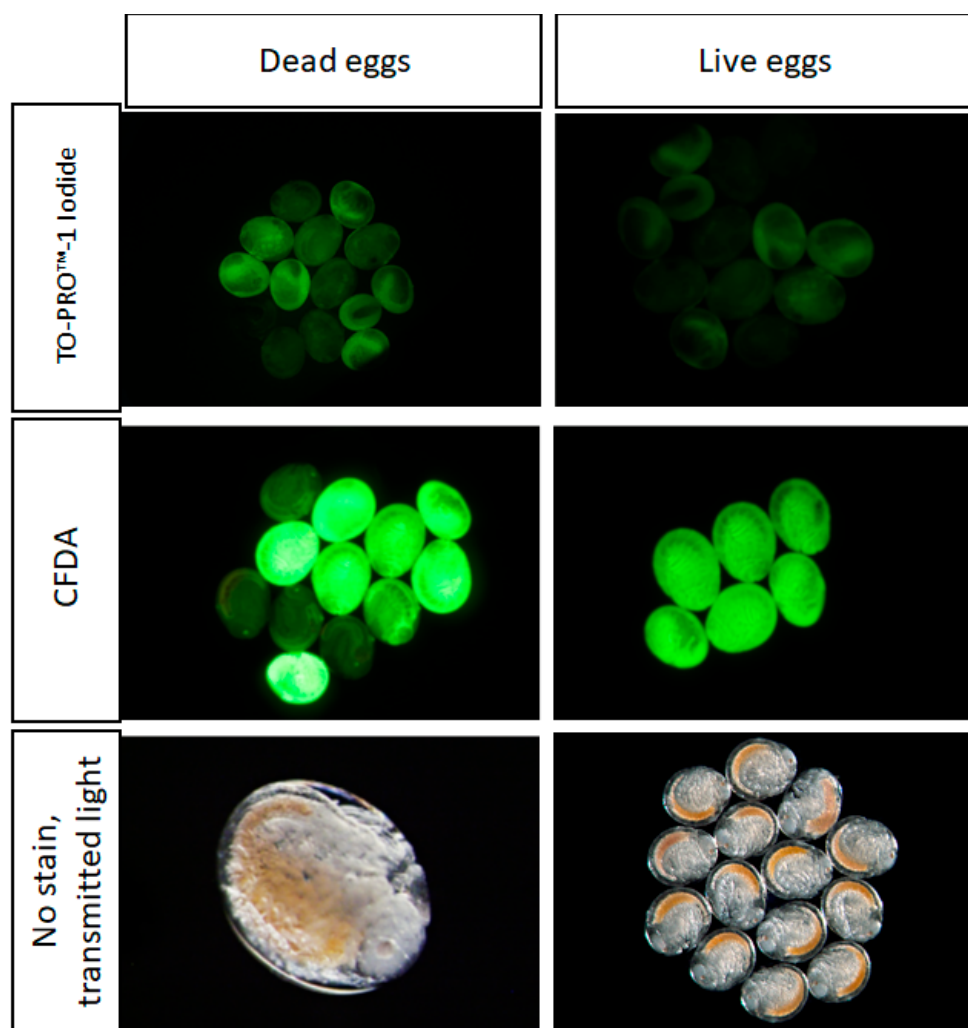 Dead eggs
Live eggs
TO-PRO™-1 Iodide
CFDA
No stain,
transmitted light